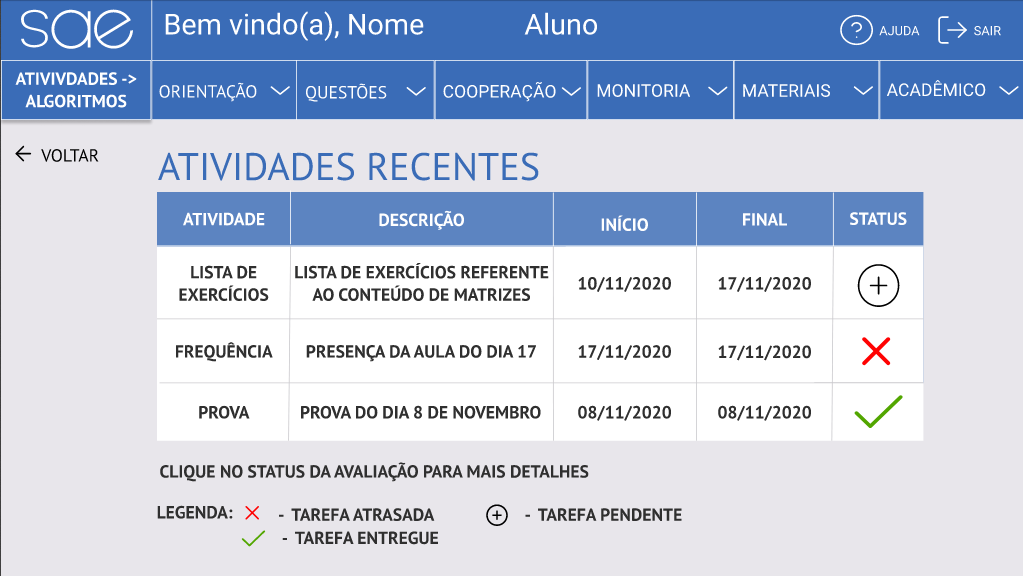 sae
Bem vindo(a), Nome
Aluno
? AJUDA
SAIR
ATIVIVDADES ->
ALGORITMOS
ORIENTAÇÃO
QUESTÕES
COOPERAÇÃO
MONITORIA
MATERIAIS
ACADÊMICO
← VOLTAR
ATIVIDADES RECENTES
ATIVIDADE DESCRIÇÃO INÍCIO FINAL STATUS
LISTA DE
EXERCÍCIOS
LISTA DE EXERCÍCIOS REFERENTE
AO CONTEÚDO DE MATRIZES
10/11/2020
17/11/2020
FREQUÊNCIA PRESENÇA DA AULA DO DIA 17 17/11/2020 17/11/2020
PROVA PROVA DO DIA 8 DE NOVEMBRO 08/11/2020 08/11/2020
CLIQUE NO STATUS DA AVALIAÇÃO PARA MAIS DETALHES
LEGENDA: - TAREFA ATRASADA - TAREFA PENDENTE
- TAREFA ENTREGUE